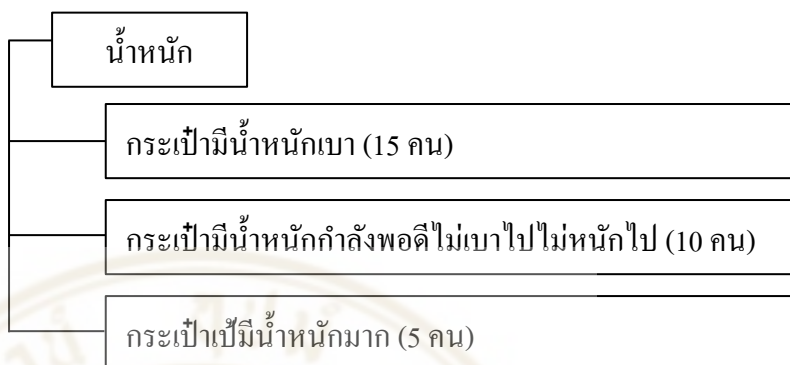 น้ำหนัก
กระเป๋ามีน้ำหนักเบา (15 คน)
กระเป๋ามีน้ำหนักกำลังพอดีไม่เบาไปไม่หนักไป (10 คน)
กระเป๋าเป้มีน้ำหนักมาก (5 คน)